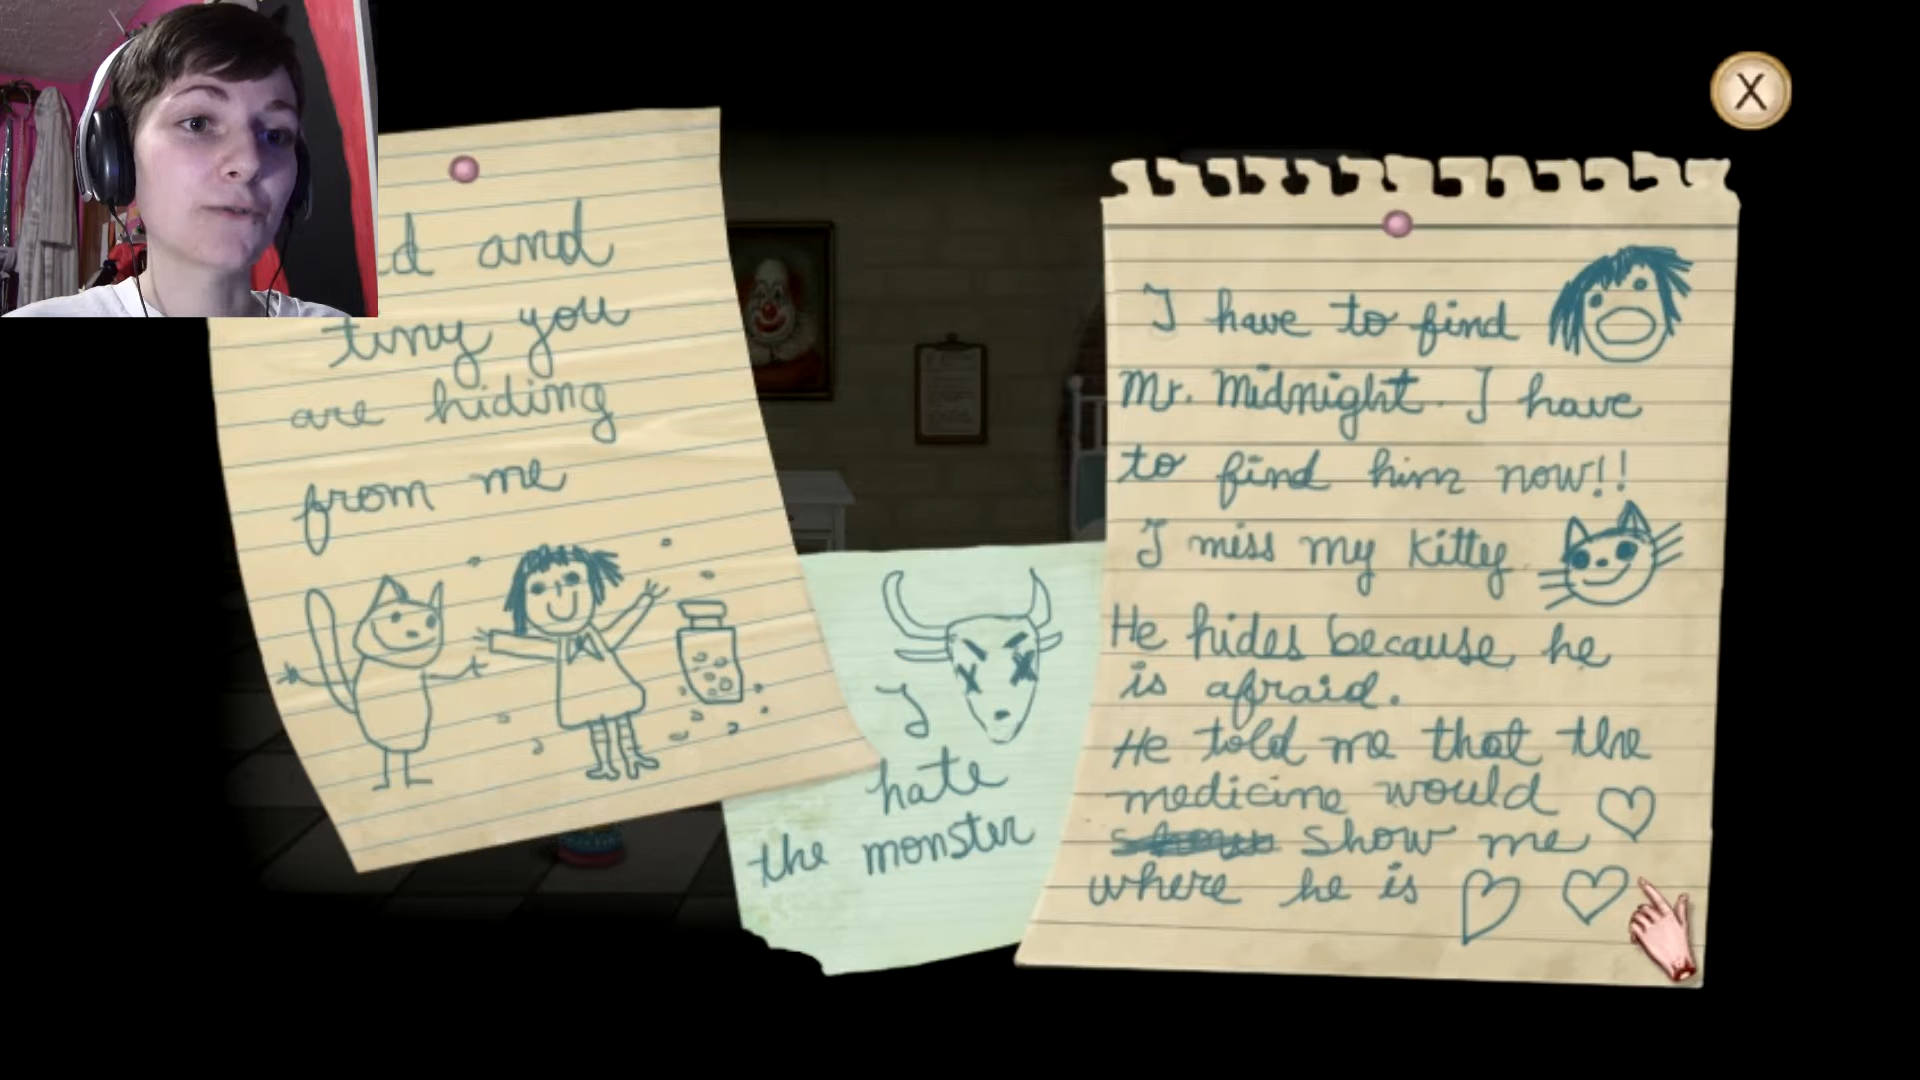 d and
tiny you
are hiding
from me
I
hate
the monster
I have to find
Mr. Midnight. I have
to find him now!!
I miss my Kitty
He hides because he
is afraid.
He told me that the
medicine would
show me
where he is
X